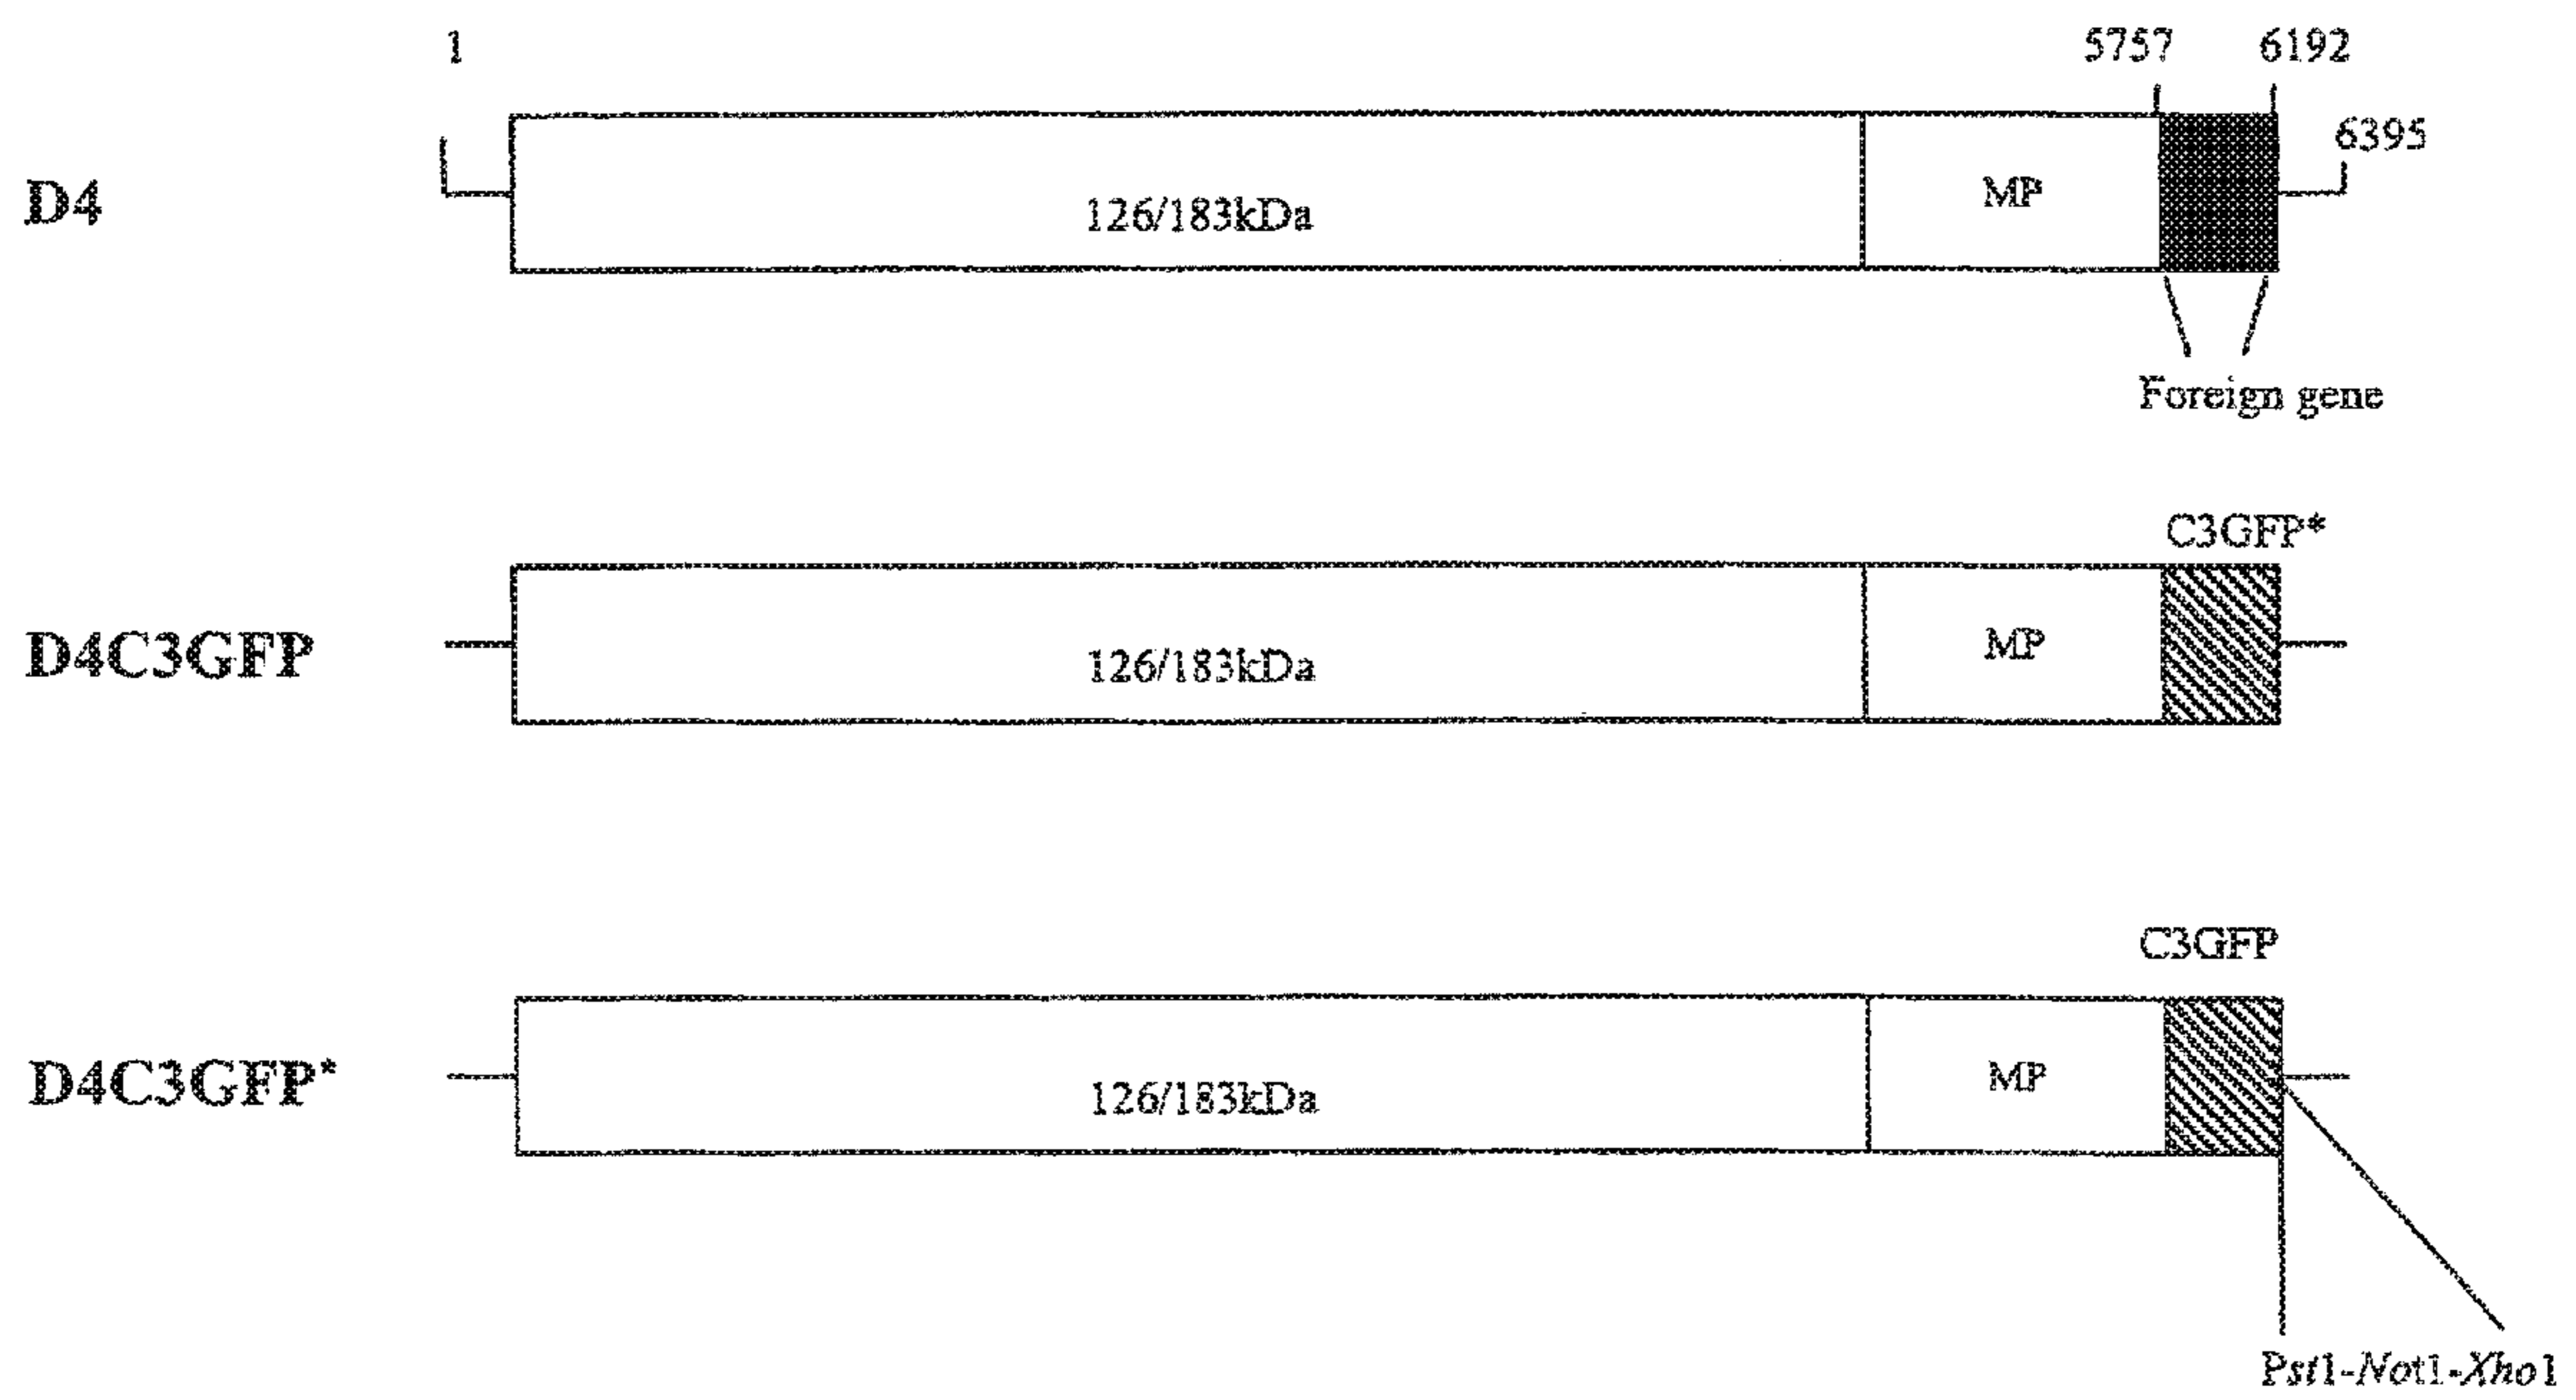 1
5757
6192
6395
D4
126/183kDa
MP
Foreign gene
C3GFP*
D4C3GFP
126/183kDa
MP
C3GFP
D4C3GFP*
126/183kDa
MP
Pst1-Not1-Xho1